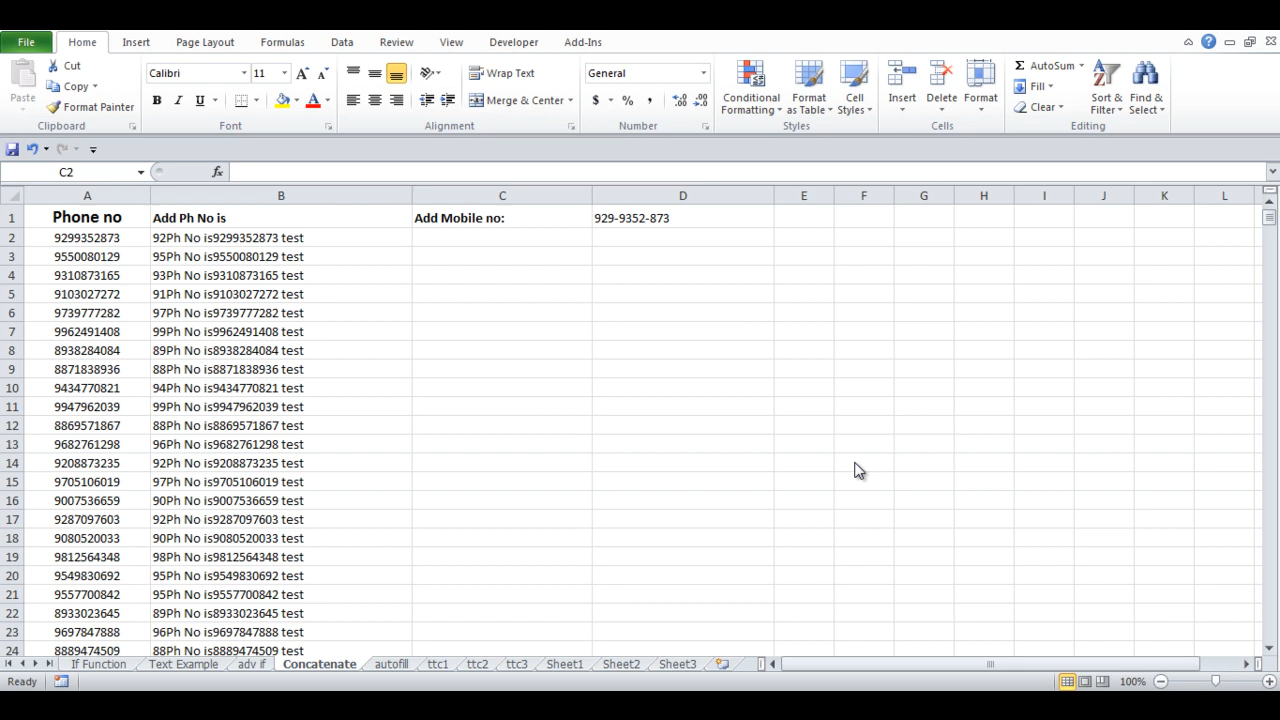 File Home Insert Page Layout Formulas Data Review View Developer Add-Ins
Cut Calibri 11 Wrap Text General AutoSum
Copy Fill
Paste Format Painter B I U Merge & Center $ % , Conditional Formatting Format as Table Cell Styles Insert Delete Format Clear Sort & Filter Find & Select
Clipboard Font Alignment Number Styles Cells Editing
C2 fx
A B C D E F G H I J K L
1 Phone no Add Ph No is Add Mobile no: 929-9352-873
2 9299352873 92Ph No is9299352873 test
3 9550080129 95Ph No is9550080129 test
4 9310873165 93Ph No is9310873165 test
5 9103027272 91Ph No is9103027272 test
6 9739777282 97Ph No is9739777282 test
7 9962491408 99Ph No is9962491408 test
8 8938284084 89Ph No is8938284084 test
9 8871838936 88Ph No is8871838936 test
10 9434770821 94Ph No is9434770821 test
11 9947962039 99Ph No is9947962039 test
12 8869571867 88Ph No is8869571867 test
13 9682761298 96Ph No is9682761298 test
14 9208873235 92Ph No is9208873235 test
15 9705106019 97Ph No is9705106019 test
16 9007536659 90Ph No is9007536659 test
17 9287097603 92Ph No is9287097603 test
18 9080520033 90Ph No is9080520033 test
19 9812564348 98Ph No is9812564348 test
20 9549830692 95Ph No is9549830692 test
21 9557700842 95Ph No is9557700842 test
22 8933023645 89Ph No is8933023645 test
23 9697847888 96Ph No is9697847888 test
24 8889474509 88Ph No is8889474509 test
If Function Text Example adv if Concatenate autofill ttc1 ttc2 ttc3 Sheet1 Sheet2 Sheet3
Ready 100%